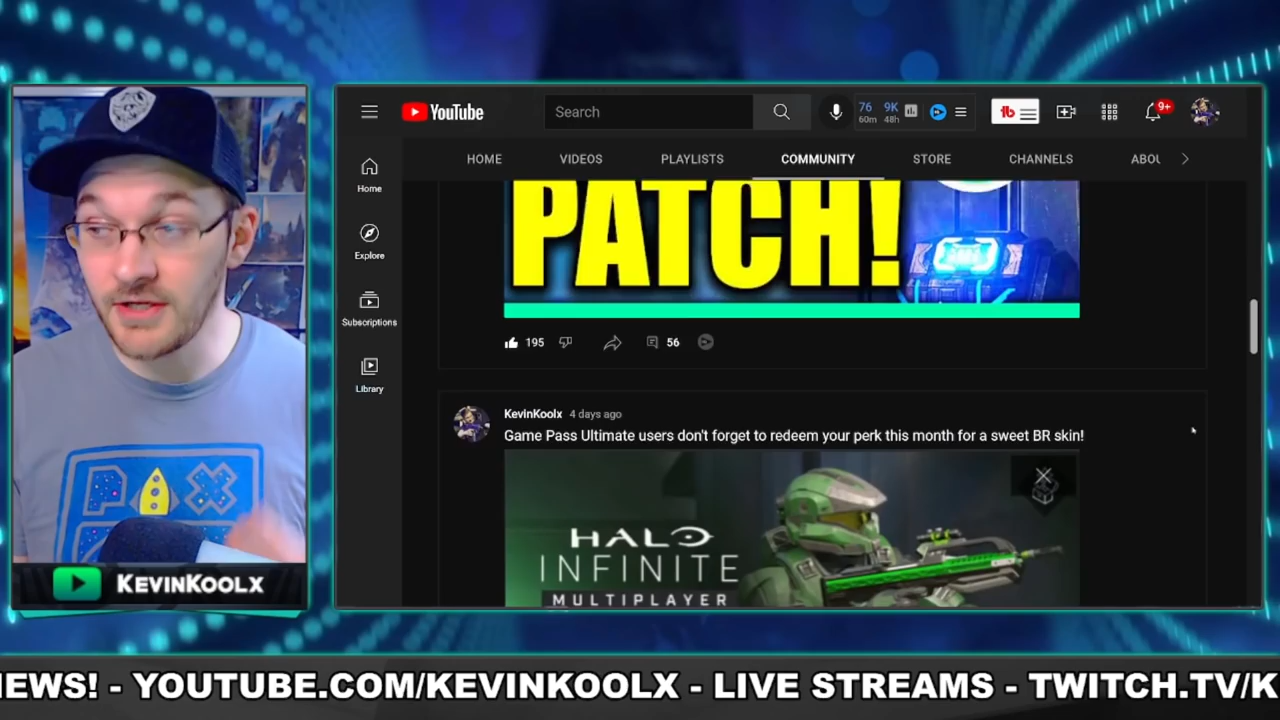 YouTube
Search
76
60m
9K
48h
9+
HOME
VIDEOS
PLAYLISTS
COMMUNITY
STORE
CHANNELS
ABOU
Home
Explore
Subscriptions
Library
PATCH!
195
56
KevinKoolx 4 days ago
Game Pass Ultimate users don't forget to redeem your perk this month for a sweet BR skin!
HALO
INFINITE
MULTIPLAYER
PAX
KEVINKOOLX
NEWS! - YOUTUBE.COM/KEVINKOOLX - LIVE STREAMS - TWITCH.TV/K